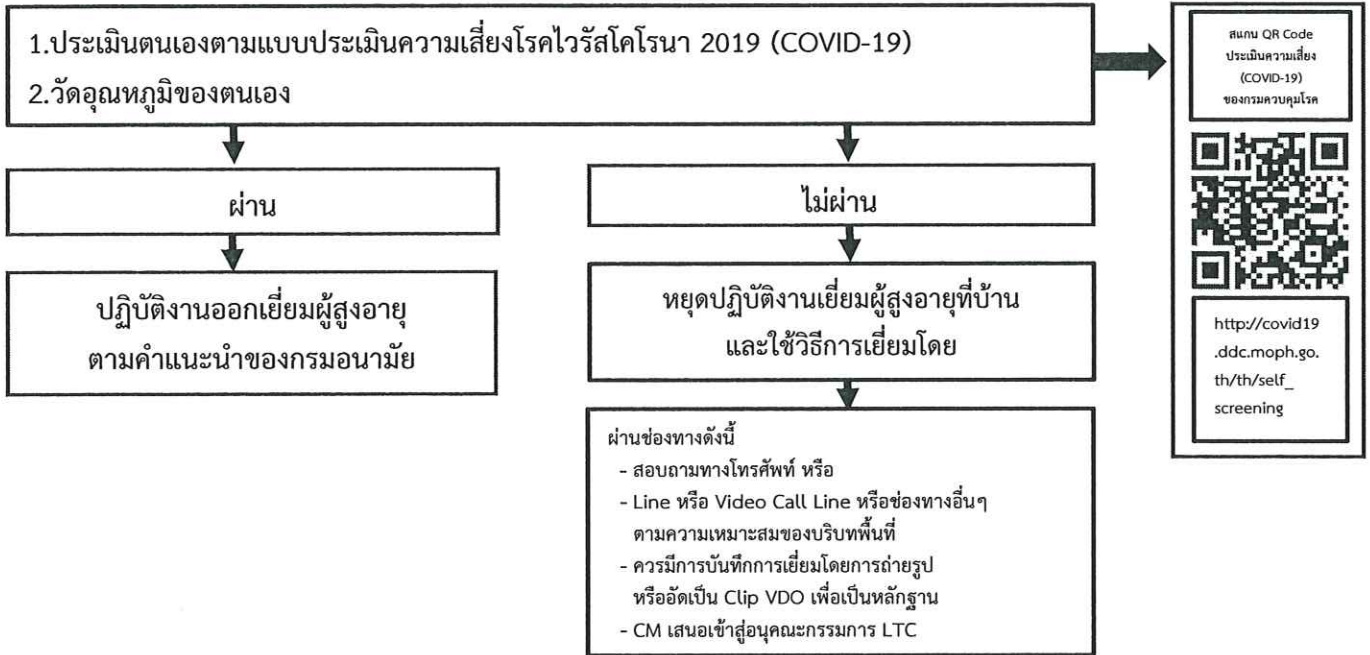 1.ประเมินตนเองตามแบบประเมินความเสี่ยงโรคไวรัสโคโรนา 2019 (COVID-19)
2.วัดอุณหภูมิของตนเอง
สแกน QR Code
ประเมินความเสี่ยง
(COVID-19)
ของกรมควบคุมโรค
ผ่าน
ไม่ผ่าน
ปฏิบัติงานออกเยี่ยมผู้สูงอายุ
ตามคำแนะนำของกรมอนามัย
หยุดปฏิบัติงานเยี่ยมผู้สูงอายุที่บ้าน
และใช้วิธีการเยี่ยมโดย
http://covid19
.ddc.moph.go.
th/th/self_
screening
ผ่านช่องทางดังนี้
- สอบถามทางโทรศัพท์ หรือ
- Line หรือ Video Call Line หรือช่องทางอื่นๆ
ตามความเหมาะสมของบริบทพื้นที่
- ควรมีการบันทึกการเยี่ยมโดยการถ่ายรูป
หรืออัดเป็น Clip VDO เพื่อเป็นหลักฐาน
- CM เสนอเข้าสู่อนุคณะกรรมการ LTC